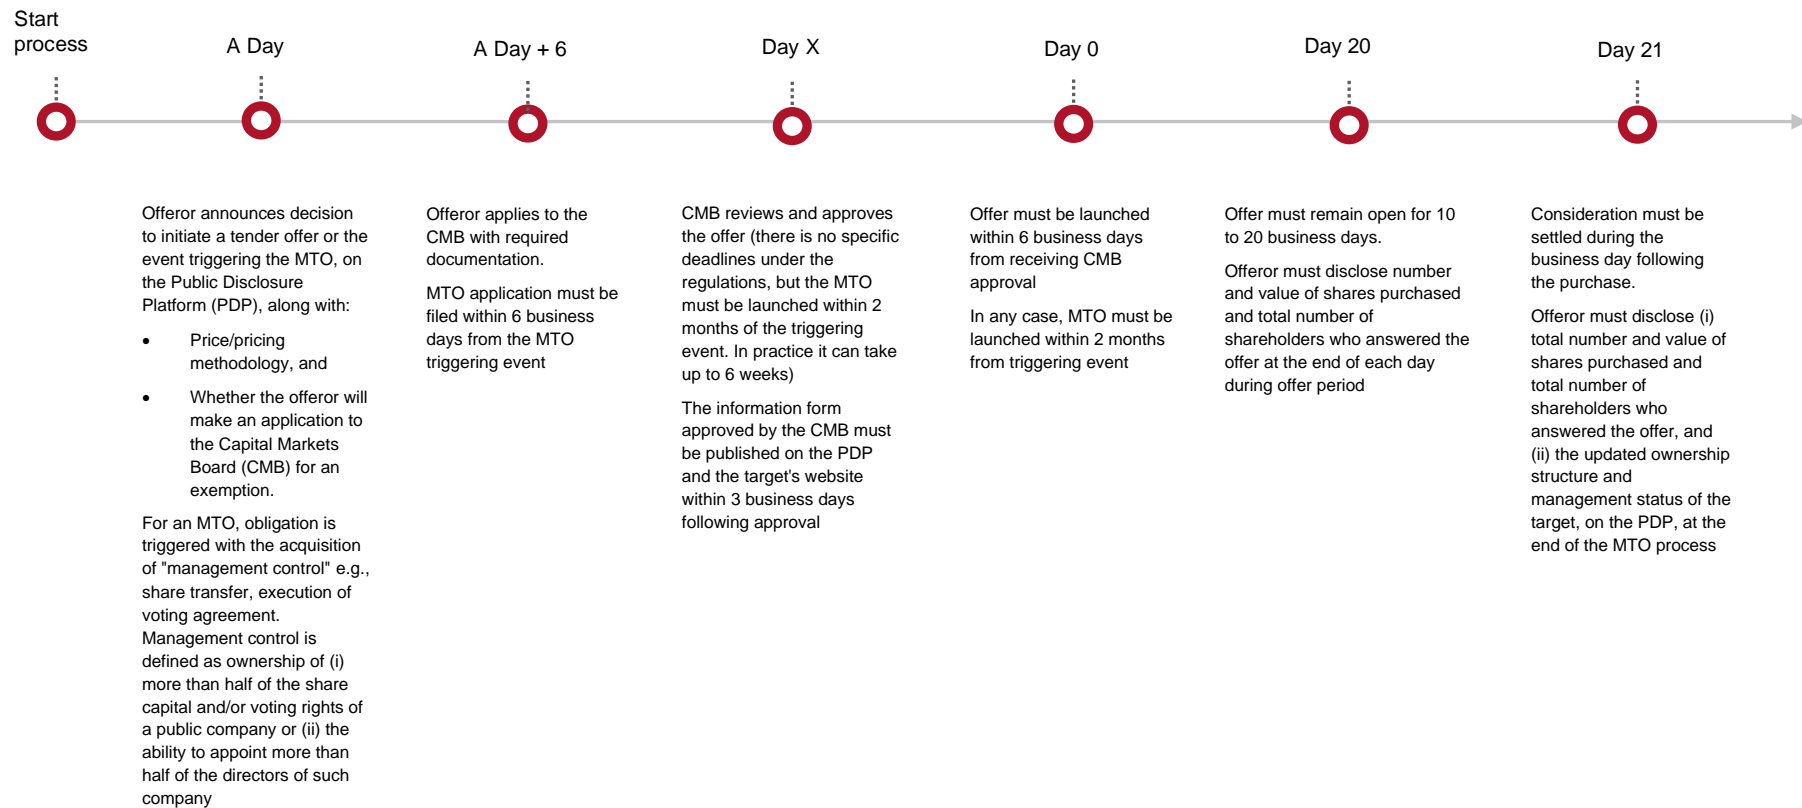 Start
process
A Day
A Day + 6
Day X
Day 0
Day 20
Day 21
Offeror announces decision
to initiate a tender offer or the
event triggering the MTO, on
the Public Disclosure
Platform (PDP), along with:
• Price/pricing
methodology, and
• Whether the offeror will
make an application to
the Capital Markets
Board (CMB) for an
exemption.
For an MTO, obligation is
triggered with the acquisition
of "management control" e.g.,
share transfer, execution of
voting agreement.
Management control is
defined as ownership of (i)
more than half of the share
capital and/or voting rights of
a public company or (ii) the
ability to appoint more than
half of the directors of such
company
Offeror applies to the
CMB with required
documentation.
MTO application must be
filed within 6 business
days from the MTO
triggering event
CMB reviews and approves
the offer (there is no specific
deadlines under the
regulations, but the MTO
must be launched within 2
months of the triggering
event. In practice it can take
up to 6 weeks)
The information form
approved by the CMB must
be published on the PDP
and the target's website
within 3 business days
following approval
Offer must be launched
within 6 business days
from receiving CMB
approval
In any case, MTO must be
launched within 2 months
from triggering event
Offer must remain open for 10
to 20 business days.
Offeror must disclose number
and value of shares purchased
and total number of
shareholders who answered the
offer at the end of each day
during offer period
Consideration must be
settled during the
business day following
the purchase.
Offeror must disclose (i)
total number and value of
shares purchased and
total number of
shareholders who
answered the offer, and
(ii) the updated ownership
structure and
management status of the
target, on the PDP, at the
end of the MTO process